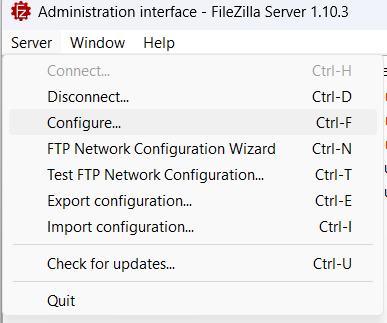 Administration interface - FileZilla Server 1.10.3
Server Window Help
Connect... Ctrl-H
Disconnect... Ctrl-D
Configure... Ctrl-F
FTP Network Configuration Wizard Ctrl-N
Test FTP Network Configuration... Ctrl-T
Export configuration... Ctrl-E
Import configuration... Ctrl-I
Check for updates... Ctrl-U
Quit